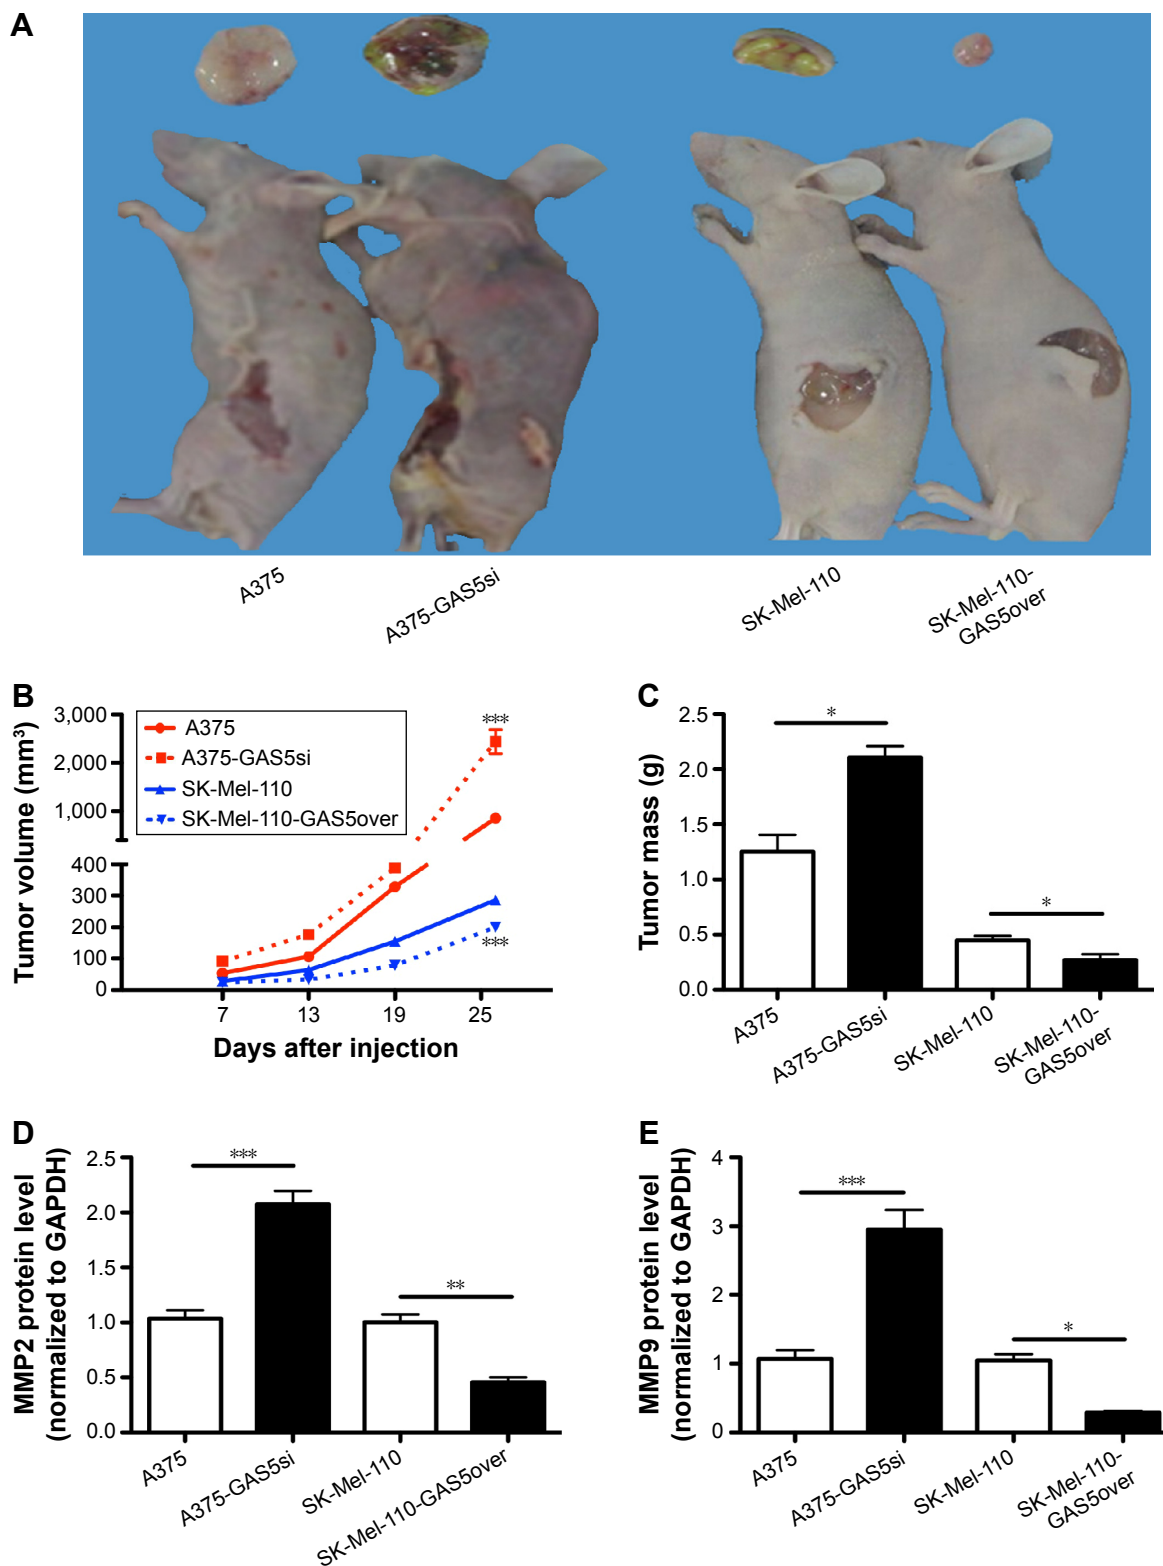 A
A375
A375-GAS5si
SK-Mel-110
SK-Mel-110-
GAS5over
B
Tumor volume (mm³)
3,000
2,000
1,000
400
300
200
100
0
A375
A375-GAS5si
SK-Mel-110
SK-Mel-110-GAS5over
***
***
7
13
19
25
Days after injection
C
Tumor mass (g)
2.5
2.0
1.5
1.0
0.5
0.0
*
*
A375
A375-GAS5si
SK-Mel-110
SK-Mel-110-
GAS5over
D
MMP2 protein level
(normalized to GAPDH)
2.5
2.0
1.5
1.0
0.5
0.0
***
**
A375
A375-GAS5si
SK-Mel-110
SK-Mel-110-GAS5over
E
MMP9 protein level
(normalized to GAPDH)
4
3
2
1
0
***
*
A375
A375-GAS5si
SK-Mel-110
SK-Mel-110-
GAS5over